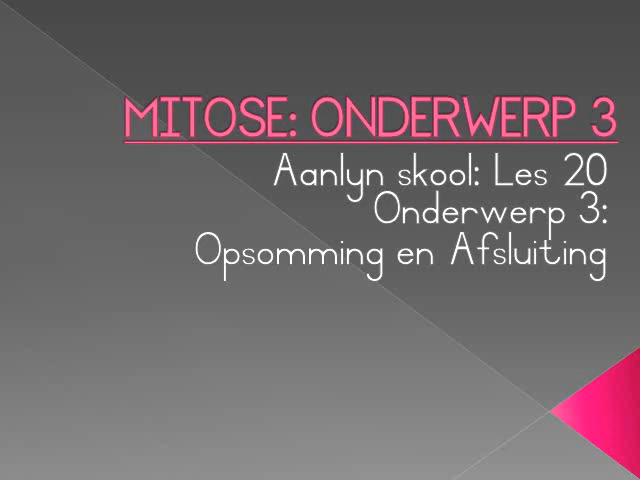 MITOSE: ONDERWERP 3
Aanlyn skool: Les 20
Onderwerp 3:
Opsomming en Afsluiting